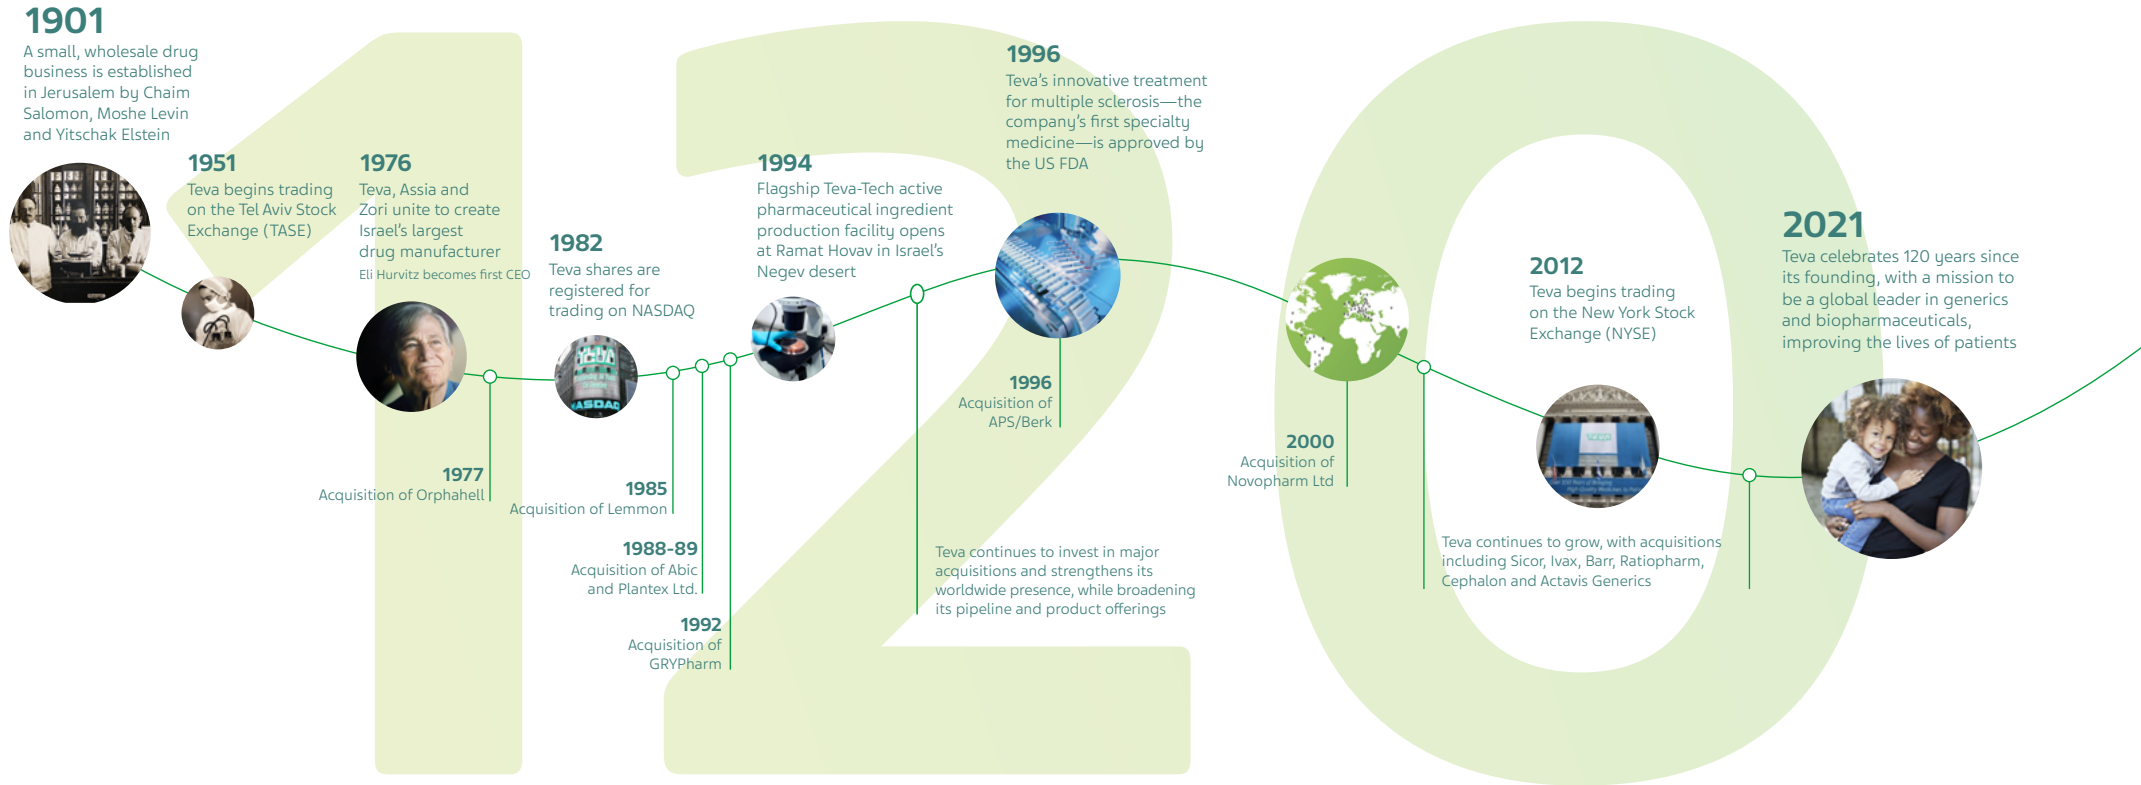 1901
A small, wholesale drug
business is established
in Jerusalem by Chaim
Salomon, Moshe Levin
and Yitschak Elstein
1951
Teva begins trading
on the Tel Aviv Stock
Exchange (TASE)
1976
Teva, Assia and
Zori unite to create
Israel's largest
drug manufacturer
Eli Hurvitz becomes first CEO
1977
Acquisition of Orphahell
1982
Teva shares are
registered for
trading on NASDAQ
TEVA
NASDAQ
1985
Acquisition of Lemmon
1988-89
Acquisition of Abic
and Plantex Ltd.
1992
Acquisition of
GRYPharm
1994
Flagship Teva-Tech active
pharmaceutical ingredient
production facility opens
at Ramat Hovav in Israel's
Negev desert
Teva continues to invest in major
acquisitions and strengthens its
worldwide presence, while broadening
its pipeline and product offerings
1996
Teva's innovative treatment
for multiple sclerosis—the
company's first specialty
medicine—is approved by
the US FDA
1996
Acquisition of
APS/Berk
2000
Acquisition of
Novopharm Ltd
Teva continues to grow, with acquisitions
including Sicor, Ivax, Barr, Ratiopharm,
Cephalon and Actavis Generics
2012
Teva begins trading
on the New York Stock
Exchange (NYSE)
TEVA
2021
Teva celebrates 120 years since
its founding, with a mission to
be a global leader in generics
and biopharmaceuticals,
improving the lives of patients
120